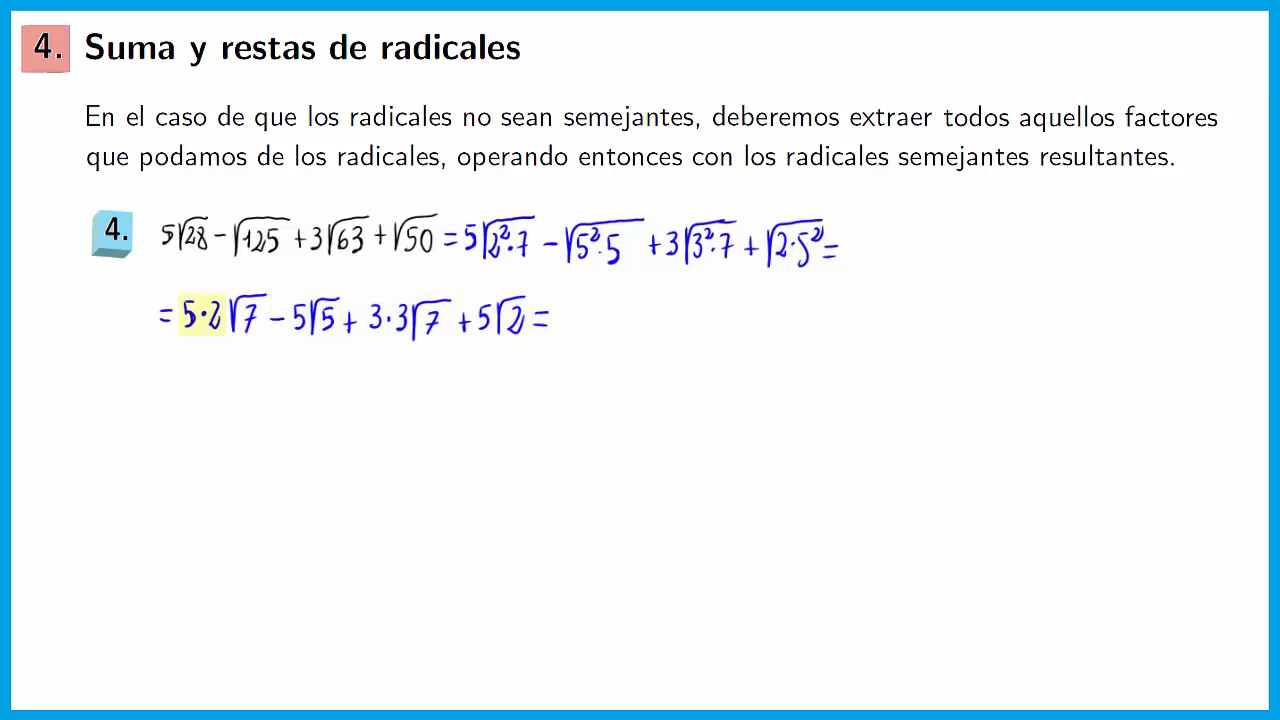 4. Suma y restas de radicales
En el caso de que los radicales no sean semejantes, deberemos extraer todos aquellos factores
que podamos de los radicales, operando entonces con los radicales semejantes resultantes.
4. 5√28 - √125 + 3√63 + √50 = 5√2²·7 - √5²·5 + 3√3²·7 + √2·5² =
= 5·2√7 - 5√5 + 3·3√7 + 5√2 =